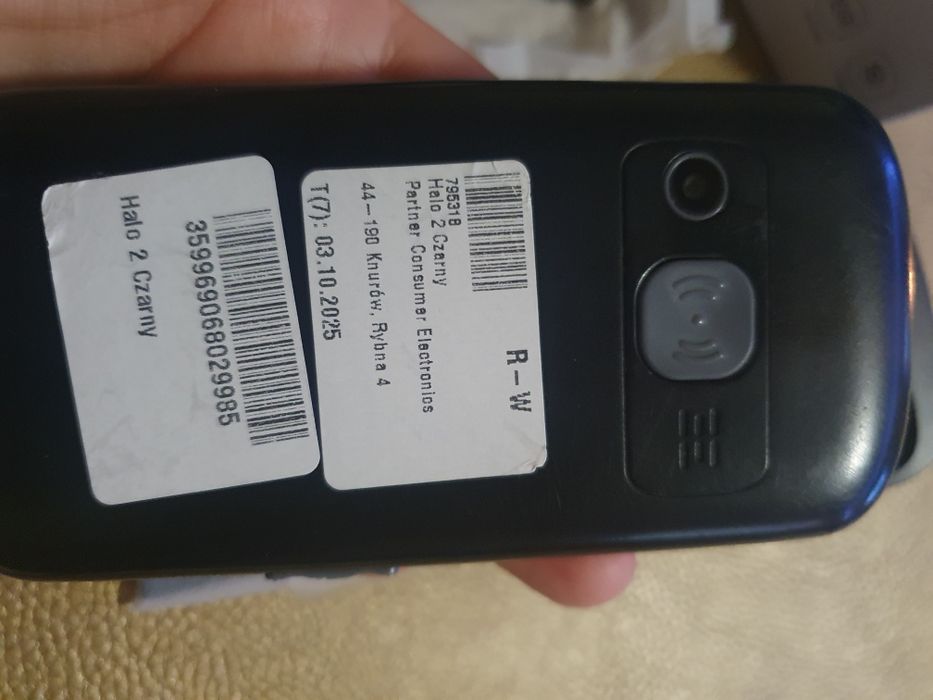 R-W
795318
Halo 2 Czarny
Partner Consumer Electronics
44-190 Knurów, Rybna 4
T(7): 03.10.2025
359969068029985
Halo 2 Czarny